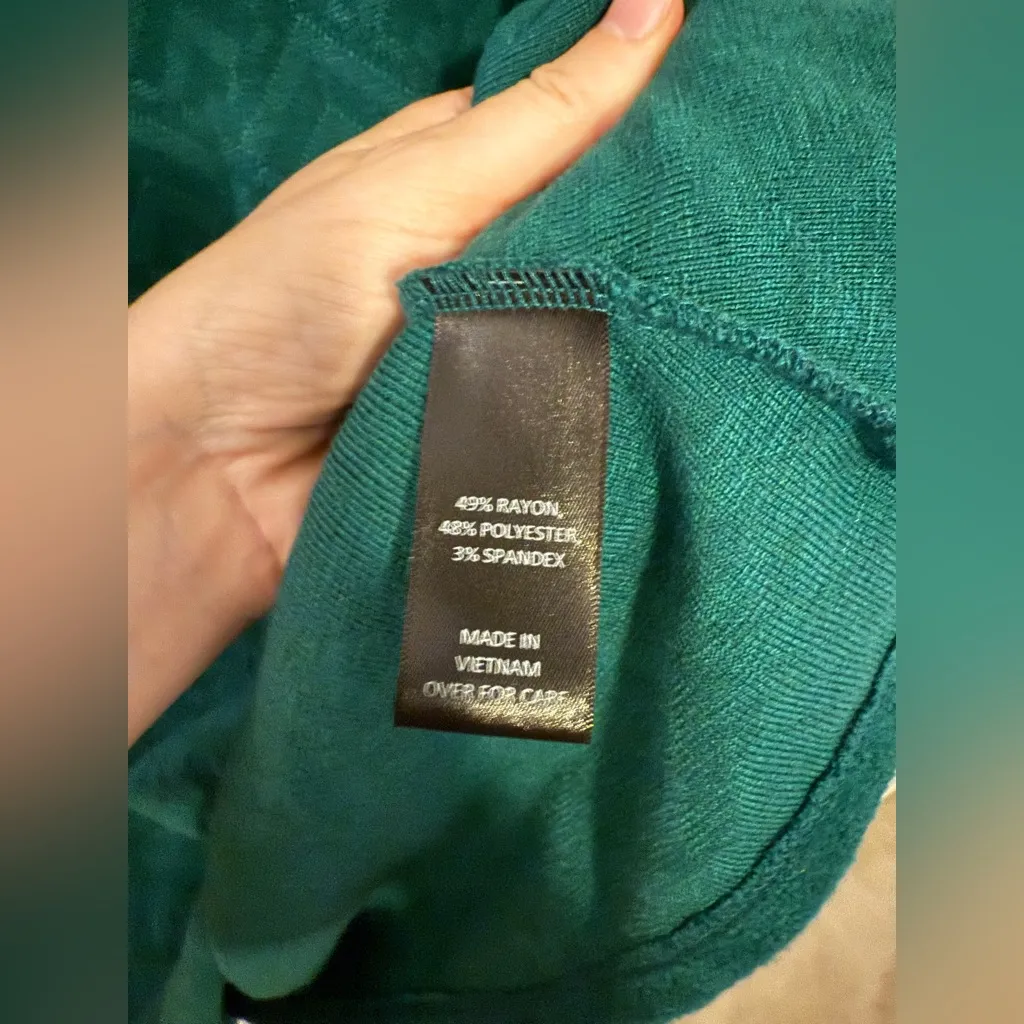 49% RAYON,
48% POLYESTER,
3% SPANDEX
MADE IN
VIETNAM
OVER FOR CARE